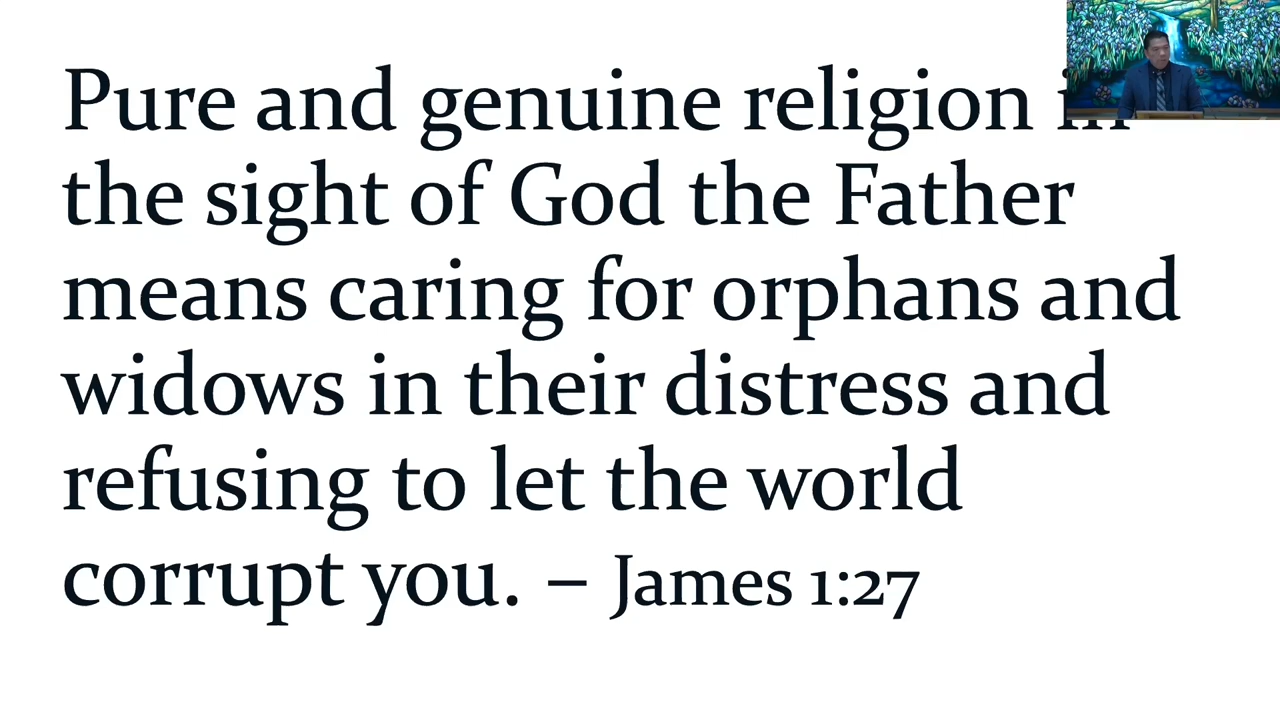 Pure and genuine religion in
the sight of God the Father
means caring for orphans and
widows in their distress and
refusing to let the world
corrupt you. – James 1:27